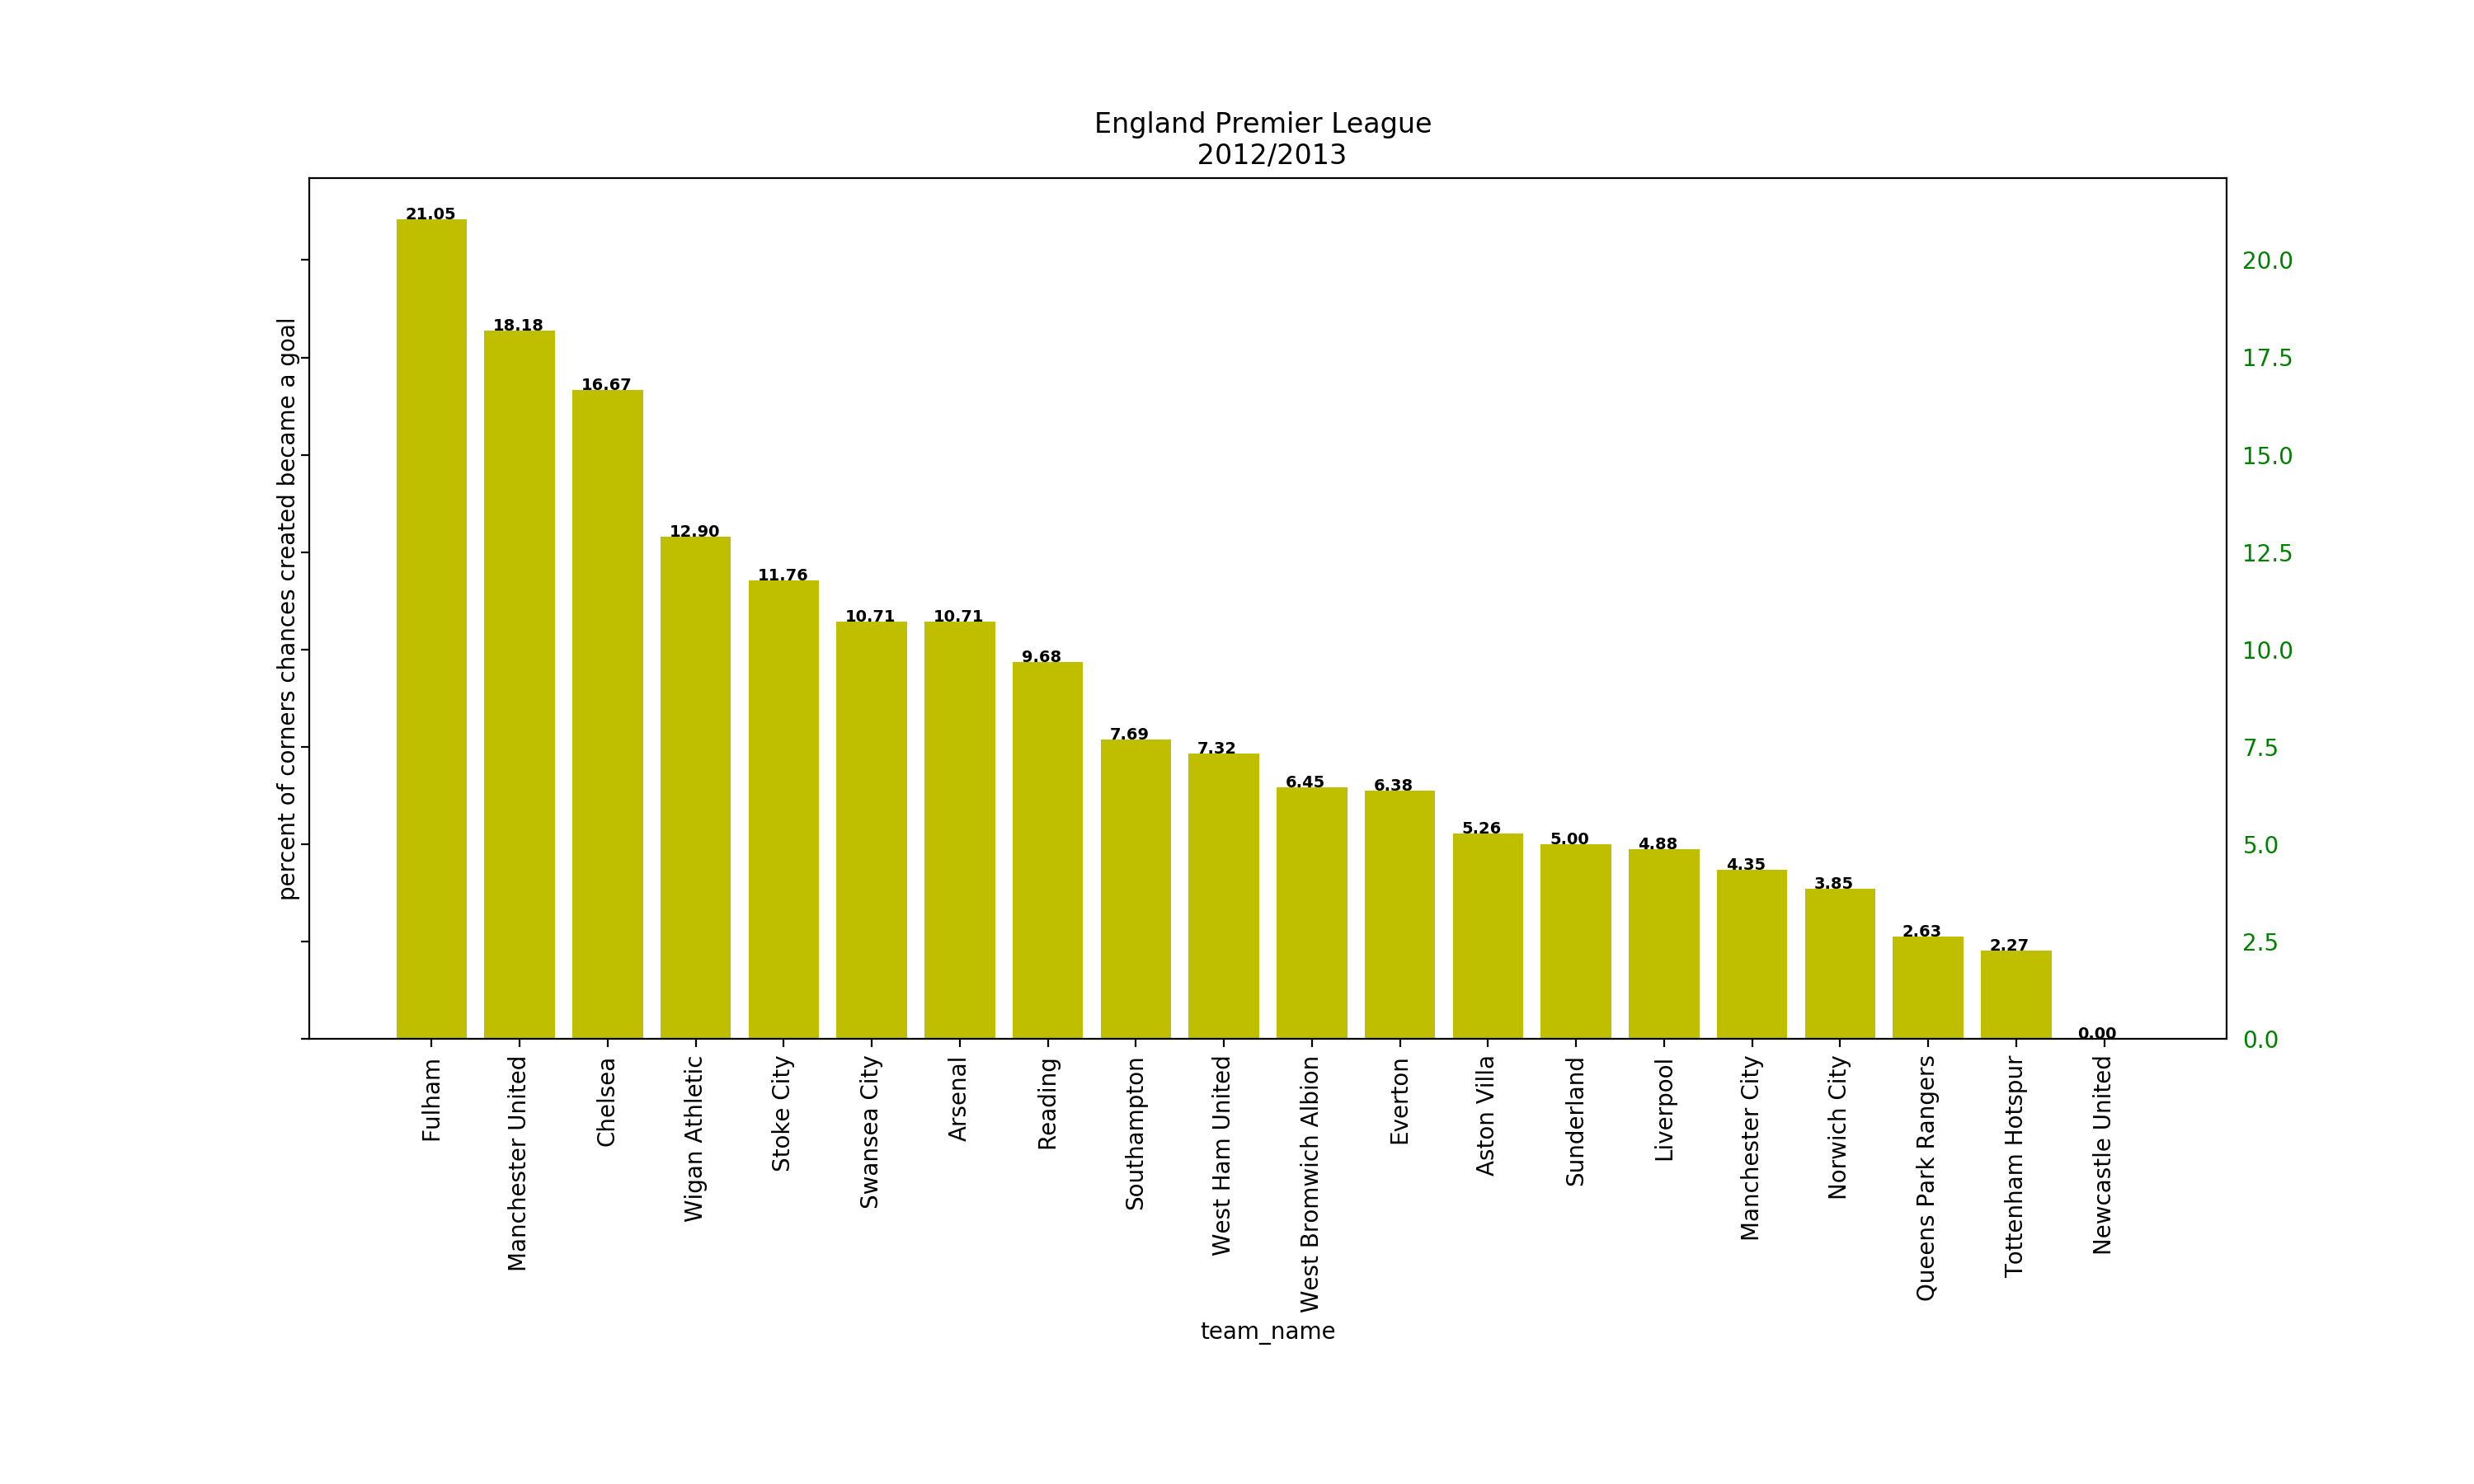 England Premier League
2012/2013
percent of corners chances created became a goal
21.05
18.18
16.67
12.90
11.76
10.71
10.71
9.68
7.69
7.32
6.45
6.38
5.26
5.00
4.88
4.35
3.85
2.63
2.27
0.00
20.0
17.5
15.0
12.5
10.0
7.5
5.0
2.5
0.0
Fulham
Manchester United
Chelsea
Wigan Athletic
Stoke City
Swansea City
Arsenal
Reading
Southampton
West Ham United
West Bromwich Albion
Everton
Aston Villa
Sunderland
Liverpool
Manchester City
Norwich City
Queens Park Rangers
Tottenham Hotspur
Newcastle United
team_name